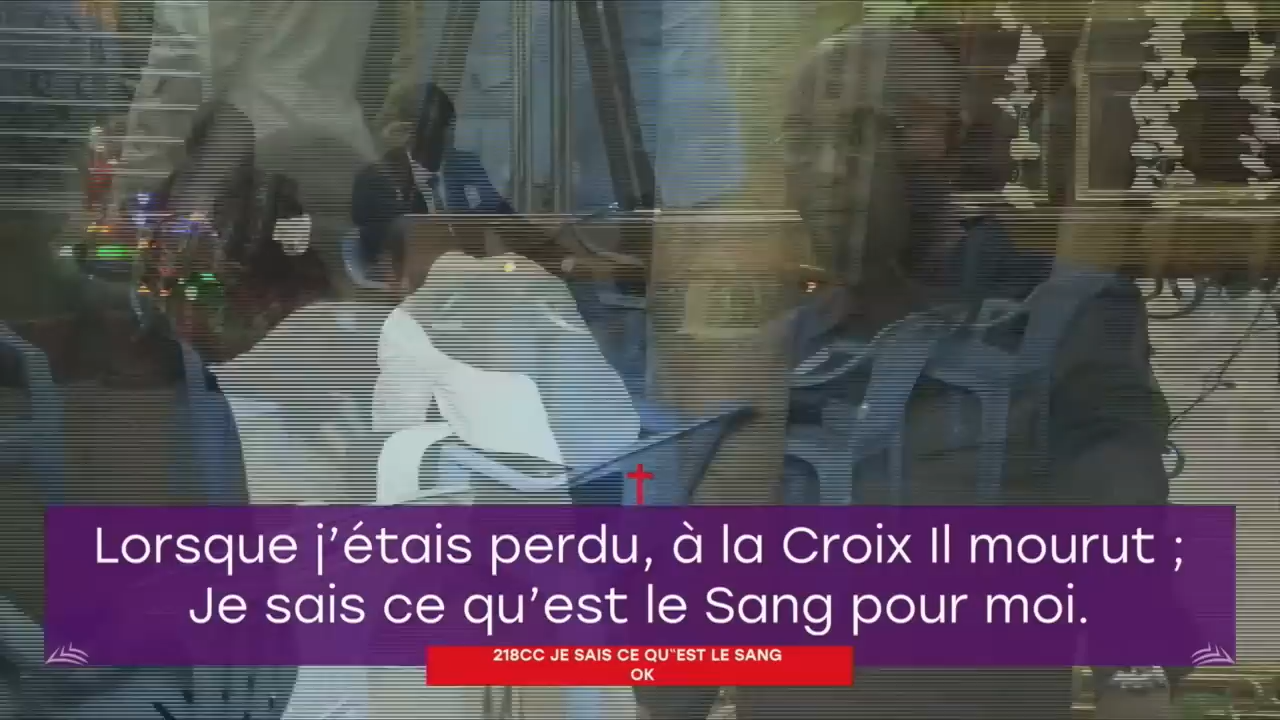 Lorsque j’étais perdu, à la Croix Il mourut ;
Je sais ce qu’est le Sang pour moi.
218CC JE SAIS CE QU"EST LE SANG
OK